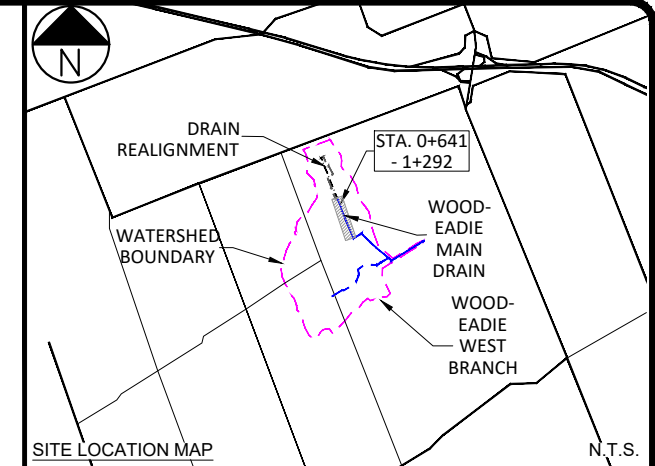 N
DRAIN
REALIGNMENT
STA. 0+641
- 1+292
WATERSHED
BOUNDARY
WOOD-
EADIE
MAIN
DRAIN
WOOD-
EADIE
WEST
BRANCH
SITE LOCATION MAP
N.T.S.